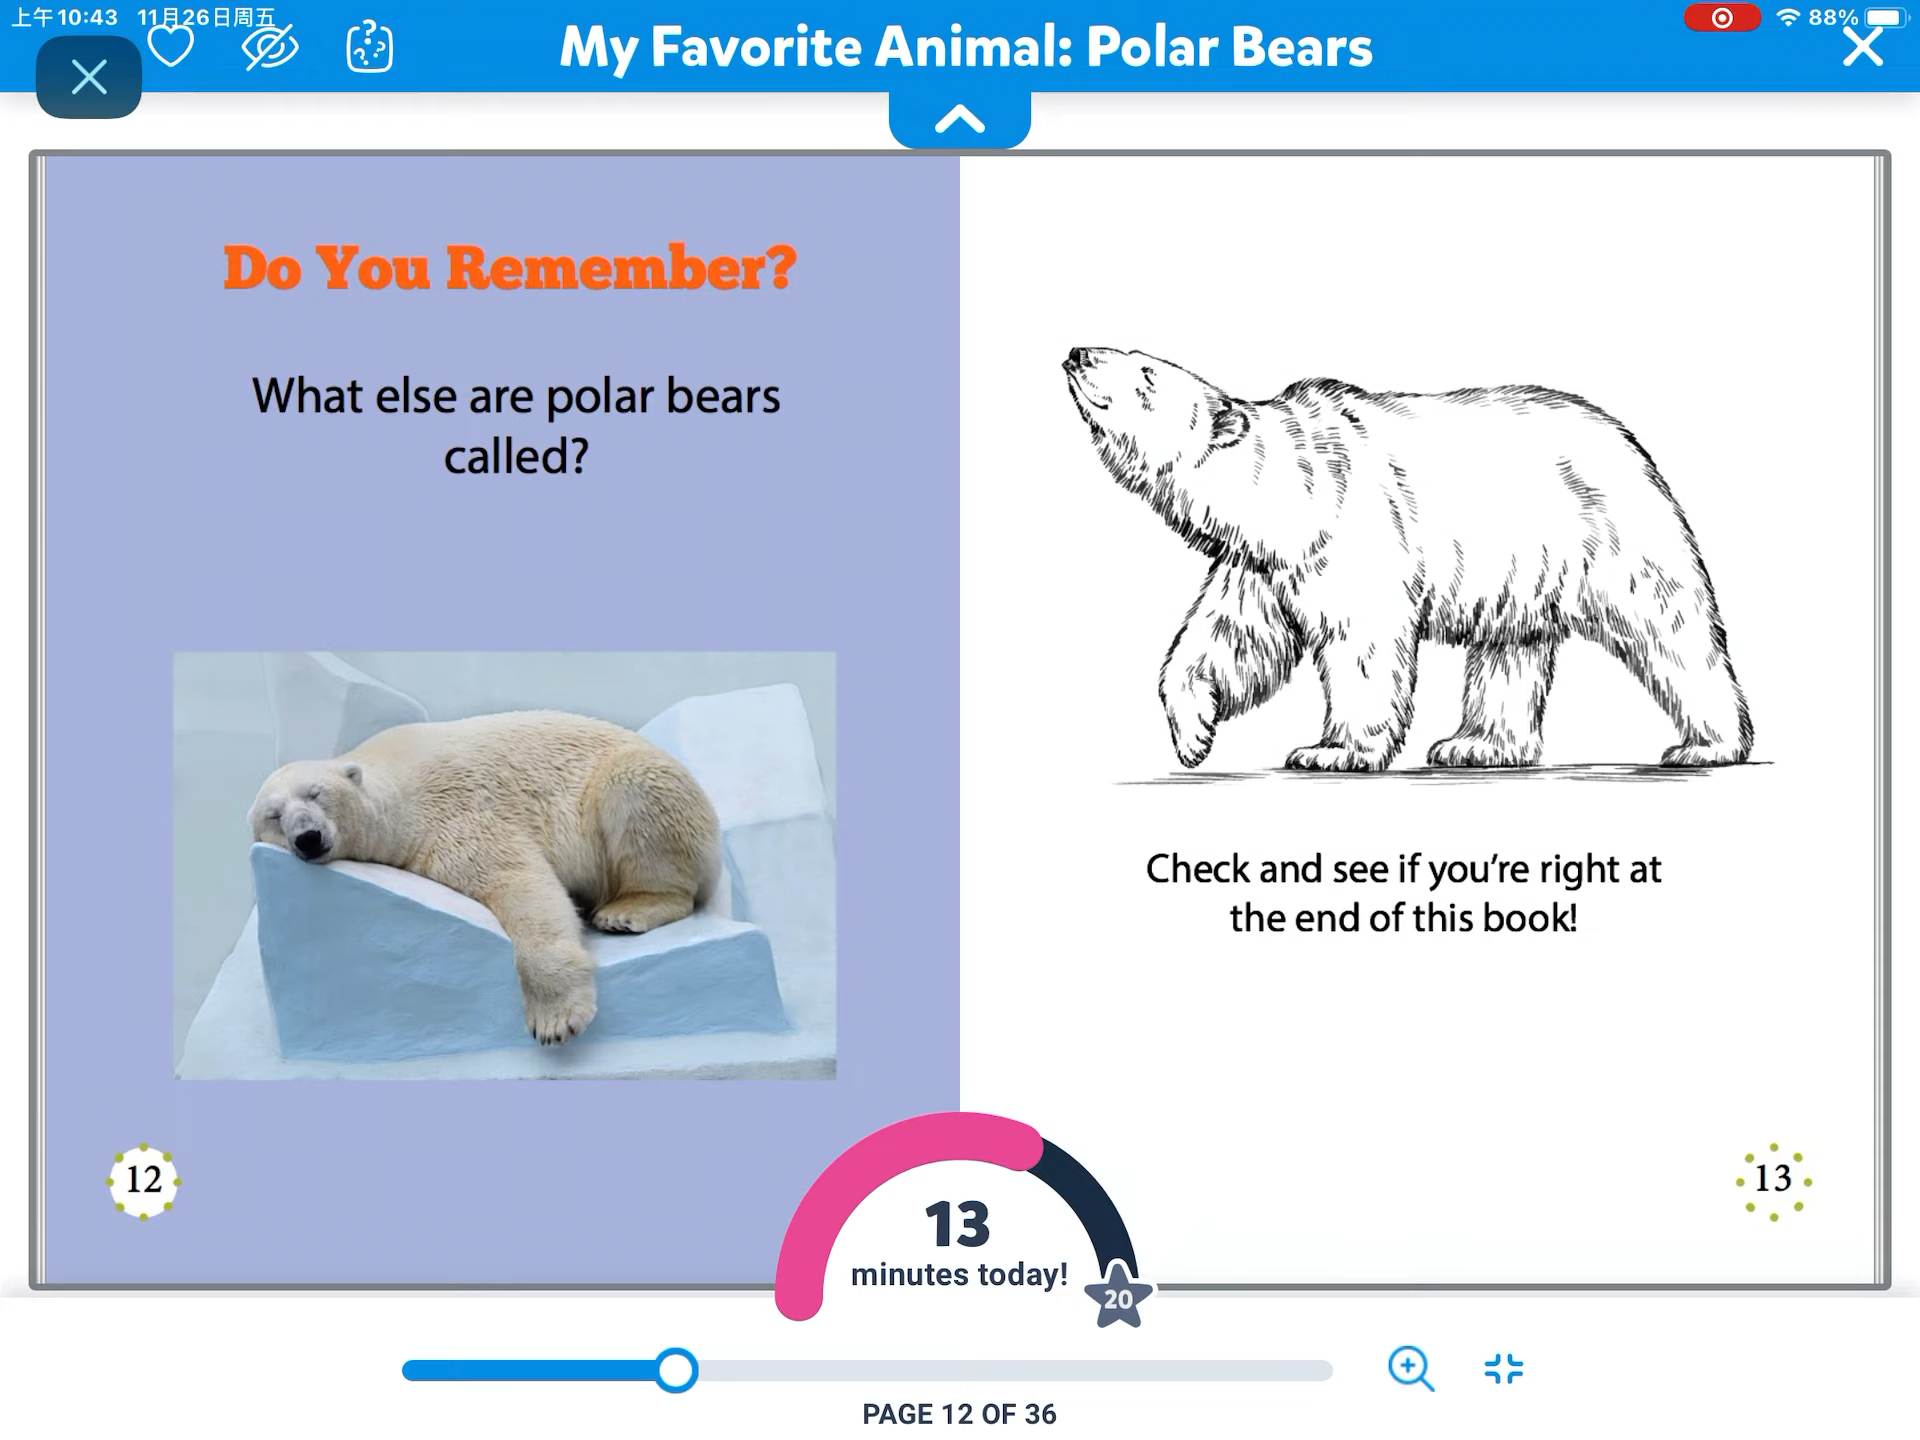 上午10:43 11月26日周五
88%
My Favorite Animal: Polar Bears
Do You Remember?
What else are polar bears
called?
12
Check and see if you're right at
the end of this book!
13
13
minutes today!
20
PAGE 12 OF 36